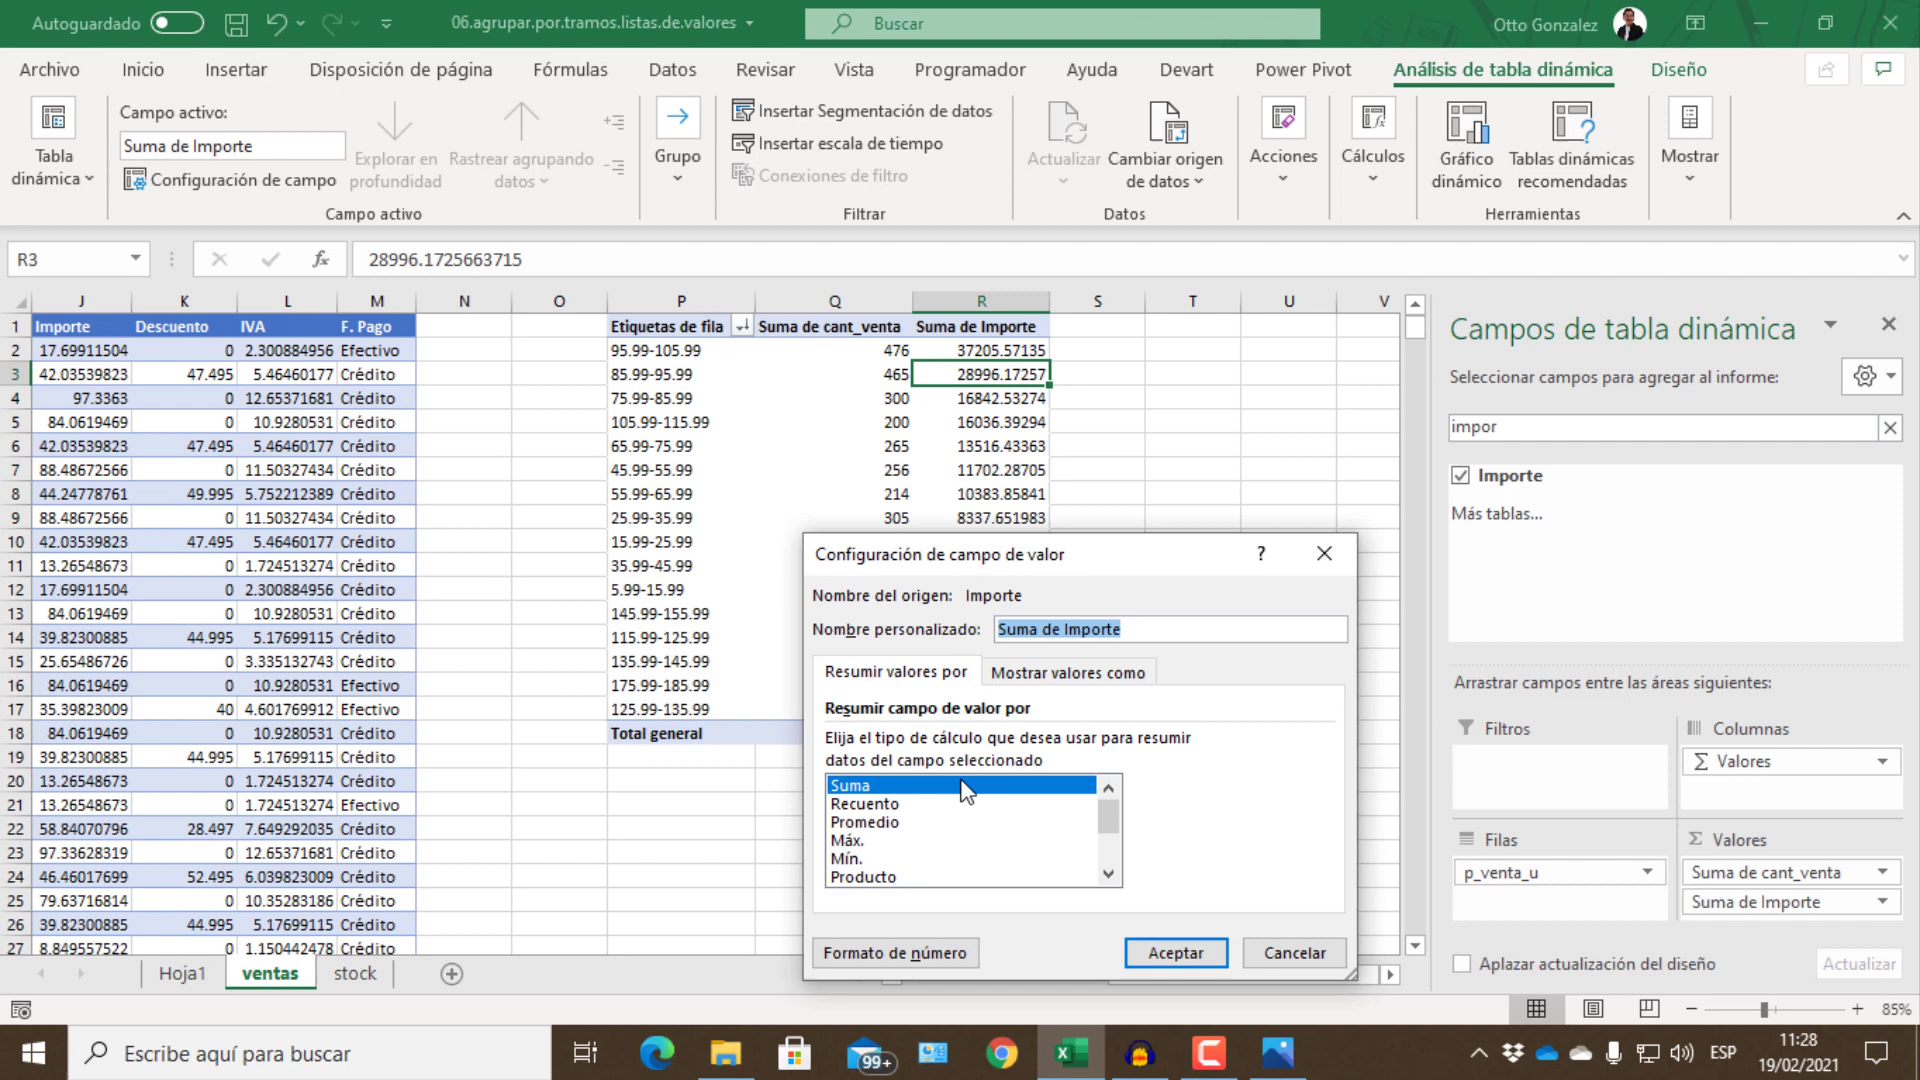 Autoguardado
06.agrupar.por.tramos.listas.de.valores
Buscar
Otto Gonzalez
Archivo Inicio Insertar Disposición de página Fórmulas Datos Revisar Vista Programador Ayuda Devart Power Pivot Análisis de tabla dinámica Diseño
Tabla dinámica
Campo activo:
Suma de Importe
Configuración de campo
Explorar en profundidad
Rastrear agrupando datos
Campo activo
Grupo
Insertar Segmentación de datos
Insertar escala de tiempo
Conexiones de filtro
Filtrar
Actualizar
Cambiar origen de datos
Datos
Acciones
Cálculos
Gráfico dinámico
Tablas dinámicas recomendadas
Herramientas
Mostrar
R3
fx
28996.1725663715
J K L M N O P Q R S T U V
1 Importe Descuento IVA F. Pago Etiquetas de fila Suma de cant_venta Suma de Importe
2 17.69911504 0 2.300884956 Efectivo 95.99-105.99 476 37205.57135
3 42.03539823 47.495 5.46460177 Crédito 85.99-95.99 465 28996.17257
4 97.3363 0 12.65371681 Crédito 75.99-85.99 300 16842.53274
5 84.0619469 0 10.9280531 Crédito 105.99-115.99 200 16036.39294
6 42.03539823 47.495 5.46460177 Crédito 65.99-75.99 265 13516.43363
7 88.48672566 0 11.50327434 Crédito 45.99-55.99 256 11702.28705
8 44.24778761 49.995 5.752212389 Crédito 55.99-65.99 214 10383.85841
9 88.48672566 0 11.50327434 Crédito 25.99-35.99 305 8337.651983
10 42.03539823 47.495 5.46460177 Crédito 15.99-25.99
11 13.26548673 0 1.724513274 Crédito 35.99-45.99
12 17.69911504 0 2.300884956 Crédito 5.99-15.99
13 84.0619469 0 10.9280531 Crédito 145.99-155.99
14 39.82300885 44.995 5.17699115 Crédito 115.99-125.99
15 25.65486726 0 3.335132743 Crédito 135.99-145.99
16 84.0619469 0 10.9280531 Efectivo 175.99-185.99
17 35.39823009 40 4.601769912 Efectivo 125.99-135.99
18 84.0619469 0 10.9280531 Crédito Total general
19 39.82300885 44.995 5.17699115 Crédito
20 13.26548673 0 1.724513274 Crédito
21 13.26548673 0 1.724513274 Efectivo
22 58.84070796 28.497 7.649292035 Crédito
23 97.33628319 0 12.65371681 Crédito
24 46.46017699 52.495 6.039823009 Crédito
25 79.63716814 0 10.35283186 Crédito
26 39.82300885 44.995 5.17699115 Crédito
27 8.849557522 0 1.150442478 Crédito
Configuración de campo de valor
?
Nombre del origen: Importe
Nombre personalizado: Suma de Importe
Resumir valores por
Mostrar valores como
Resumir campo de valor por
Elija el tipo de cálculo que desea usar para resumir
datos del campo seleccionado
Suma
Recuento
Promedio
Máx.
Mín.
Producto
Formato de número
Aceptar
Cancelar
Campos de tabla dinámica
Seleccionar campos para agregar al informe:
impor
Importe
Más tablas...
Arrastrar campos entre las áreas siguientes:
Filtros
Columnas
Σ Valores
Filas
Σ Valores
p_venta_u
Suma de cant_venta
Suma de Importe
Aplazar actualización del diseño
Actualizar
Hoja1 ventas stock
85%
Escribe aquí para buscar
99+
ESP
11:28
19/02/2021